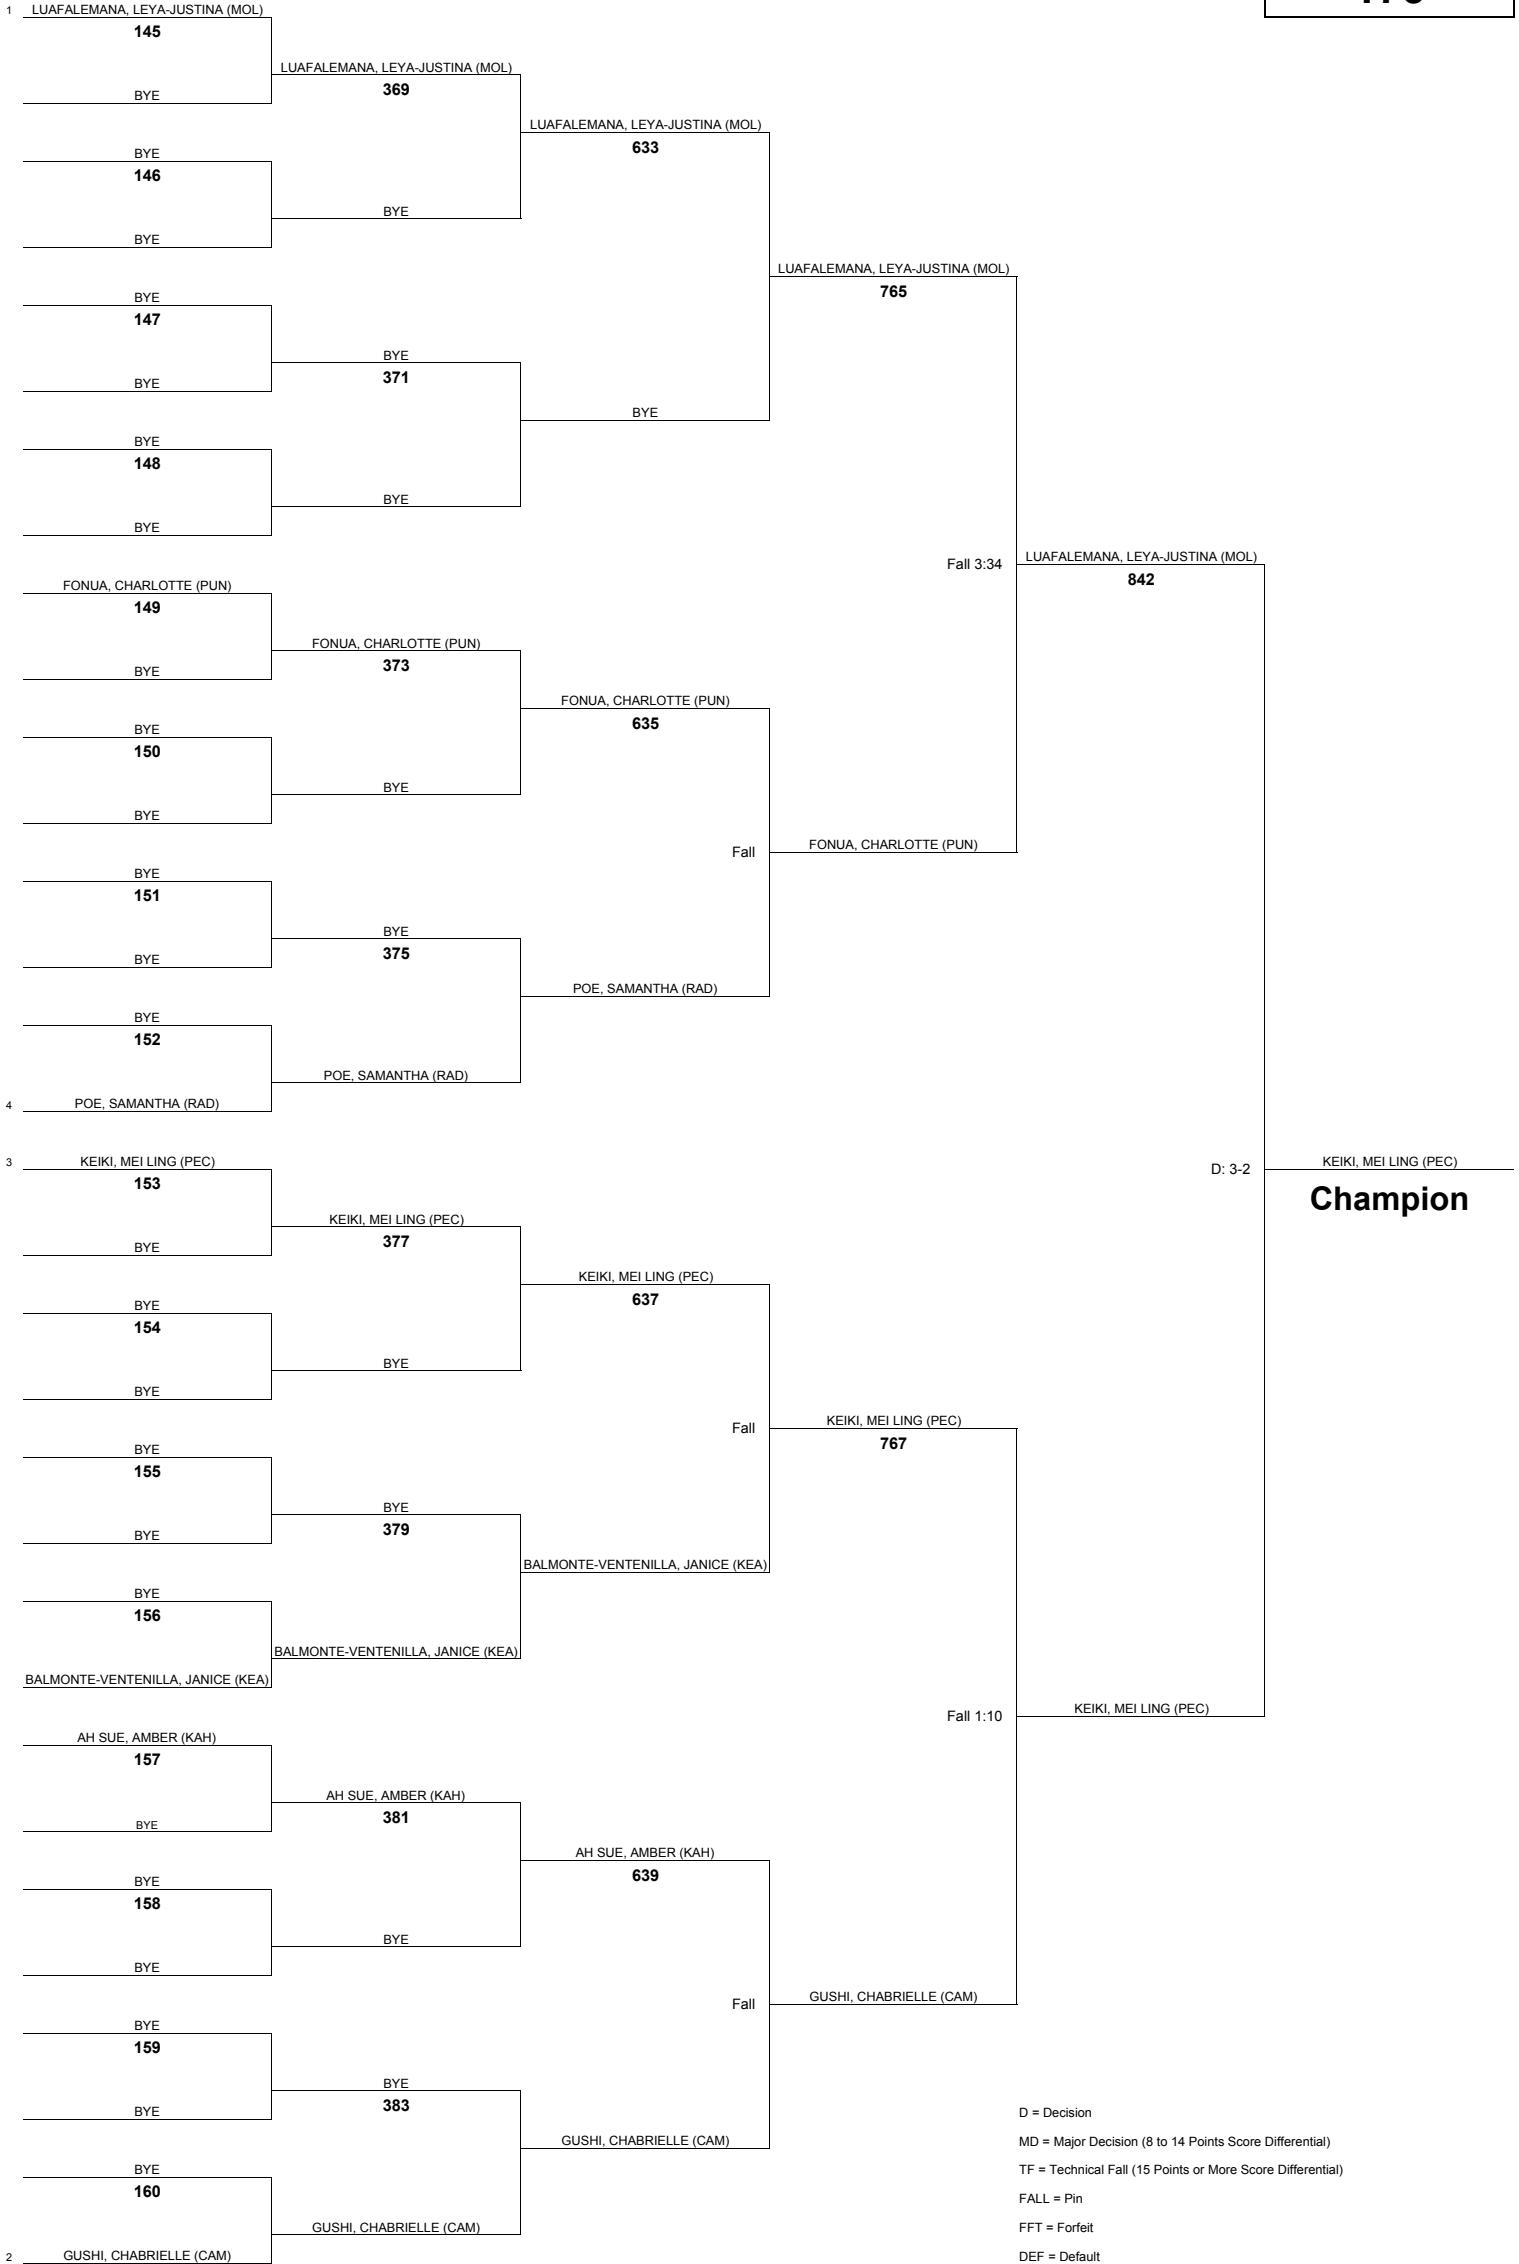 1 LUAFALEMANA, LEYA-JUSTINA (MOL)
145
LUAFALEMANA, LEYA-JUSTINA (MOL)
369
BYE
LUAFALEMANA, LEYA-JUSTINA (MOL)
633
BYE
146
BYE
BYE
LUAFALEMANA, LEYA-JUSTINA (MOL)
765
BYE
147
BYE
371
BYE
BYE
BYE
148
BYE
BYE
Fall 3:34
LUAFALEMANA, LEYA-JUSTINA (MOL)
842
FONUA, CHARLOTTE (PUN)
149
FONUA, CHARLOTTE (PUN)
373
BYE
FONUA, CHARLOTTE (PUN)
635
BYE
150
BYE
BYE
Fall
FONUA, CHARLOTTE (PUN)
BYE
151
BYE
375
BYE
POE, SAMANTHA (RAD)
BYE
152
POE, SAMANTHA (RAD)
4 POE, SAMANTHA (RAD)
3 KEIKI, MEI LING (PEC)
153
D: 3-2
KEIKI, MEI LING (PEC)
Champion
KEIKI, MEI LING (PEC)
377
BYE
KEIKI, MEI LING (PEC)
637
BYE
154
BYE
BYE
Fall
KEIKI, MEI LING (PEC)
767
BYE
155
BYE
379
BYE
BALMONTE-VENTENILLA, JANICE (KEA)
BYE
156
BALMONTE-VENTENILLA, JANICE (KEA)
BALMONTE-VENTENILLA, JANICE (KEA)
Fall 1:10
KEIKI, MEI LING (PEC)
AH SUE, AMBER (KAH)
157
AH SUE, AMBER (KAH)
381
BYE
AH SUE, AMBER (KAH)
639
BYE
158
BYE
BYE
Fall
GUSHI, CHABRIELLE (CAM)
BYE
159
BYE
383
BYE
GUSHI, CHABRIELLE (CAM)
BYE
160
GUSHI, CHABRIELLE (CAM)
2 GUSHI, CHABRIELLE (CAM)
D = Decision
MD = Major Decision (8 to 14 Points Score Differential)
TF = Technical Fall (15 Points or More Score Differential)
FALL = Pin
FFT = Forfeit
DEF = Default